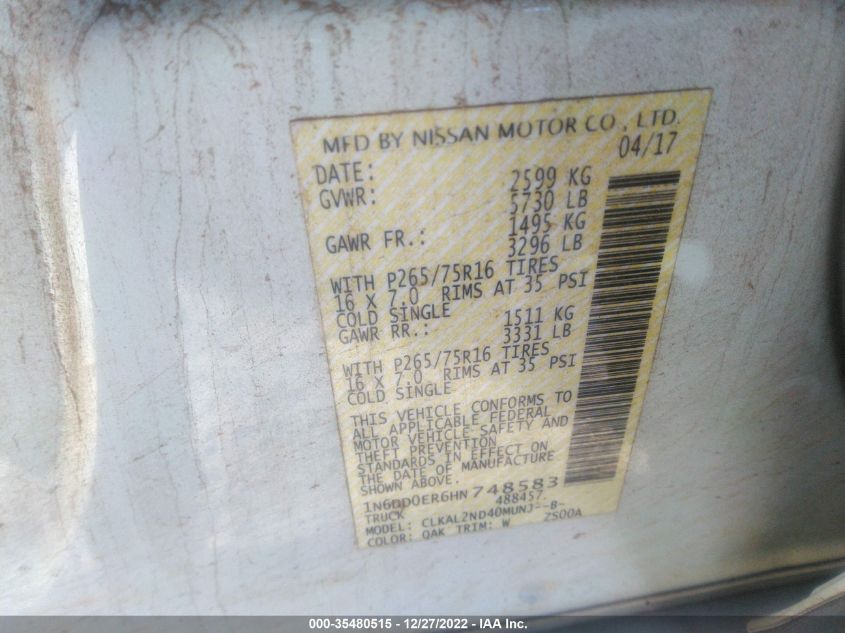 MFD BY NISSAN MOTOR CO., LTD.
DATE: 04/17
GVWR: 2599 KG
5730 LB
GAWR FR.: 1495 KG
3296 LB
WITH P265/75R16 TIRES
16 X 7.0 RIMS AT 35 PSI
COLD SINGLE
GAWR RR.: 1511 KG
3331 LB
WITH P265/75R16 TIRES
16 X 7.0 RIMS AT 35 PSI
COLD SINGLE
THIS VEHICLE CONFORMS TO
ALL APPLICABLE FEDERAL
MOTOR VEHICLE SAFETY AND
THEFT PREVENTION
STANDARDS IN EFFECT ON
THE DATE OF MANUFACTURE
SHOWN ABOVE.
1N6DD0ER6HN748583
TRUCK 488457
MODEL: CLKAL2ND40MUNJ--B-
COLOR: QAK TRIM: W ZS00A
000-35480515 - 12/27/2022 - IAA Inc.